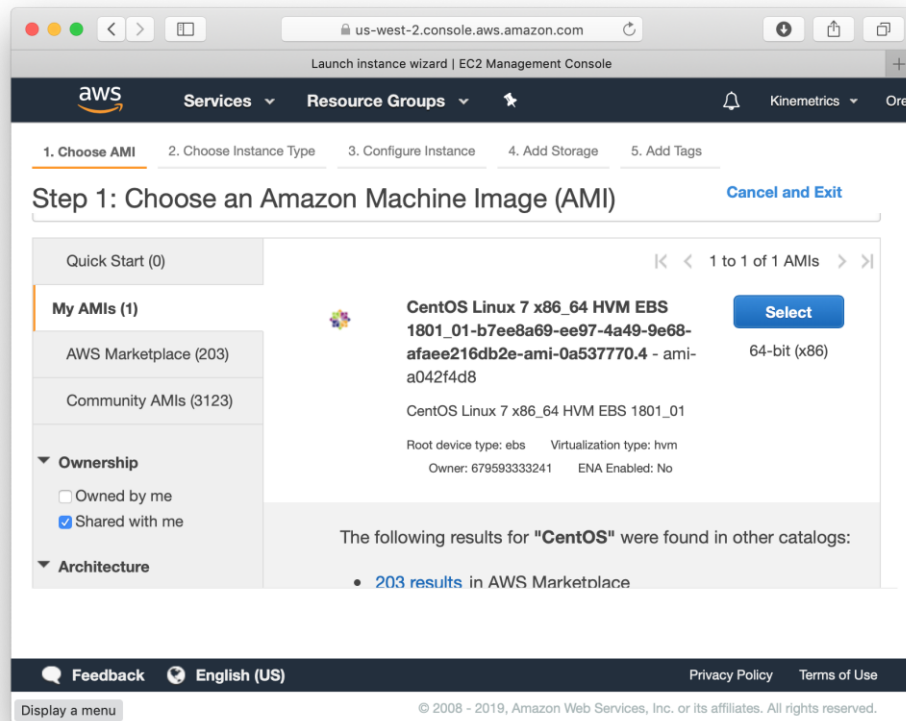 us-west-2.console.aws.amazon.com
Launch instance wizard | EC2 Management Console
aws
Services
Resource Groups
Kinemetrics
Ore
1. Choose AMI
2. Choose Instance Type
3. Configure Instance
4. Add Storage
5. Add Tags
Step 1: Choose an Amazon Machine Image (AMI)
Cancel and Exit
Quick Start (0)
My AMIs (1)
AWS Marketplace (203)
Community AMIs (3123)
Ownership
Owned by me
Shared with me
Architecture
1 to 1 of 1 AMIs
CentOS Linux 7 x86_64 HVM EBS
1801_01-b7ee8a69-ee97-4a49-9e68-
afaee216db2e-ami-0a537770.4 - ami-
a042f4d8
Select
64-bit (x86)
CentOS Linux 7 x86_64 HVM EBS 1801_01
Root device type: ebs Virtualization type: hvm
Owner: 679593333241 ENA Enabled: No
The following results for "CentOS" were found in other catalogs:
• 203 results in AWS Marketplace
Feedback
English (US)
Privacy Policy
Terms of Use
Display a menu
© 2008 - 2019, Amazon Web Services, Inc. or its affiliates. All rights reserved.